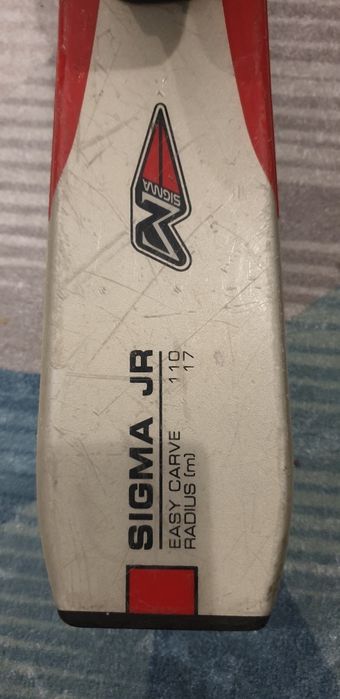 SIGMA
SIGMA JR
EASY CARVE 110
RADIUS (m) 17